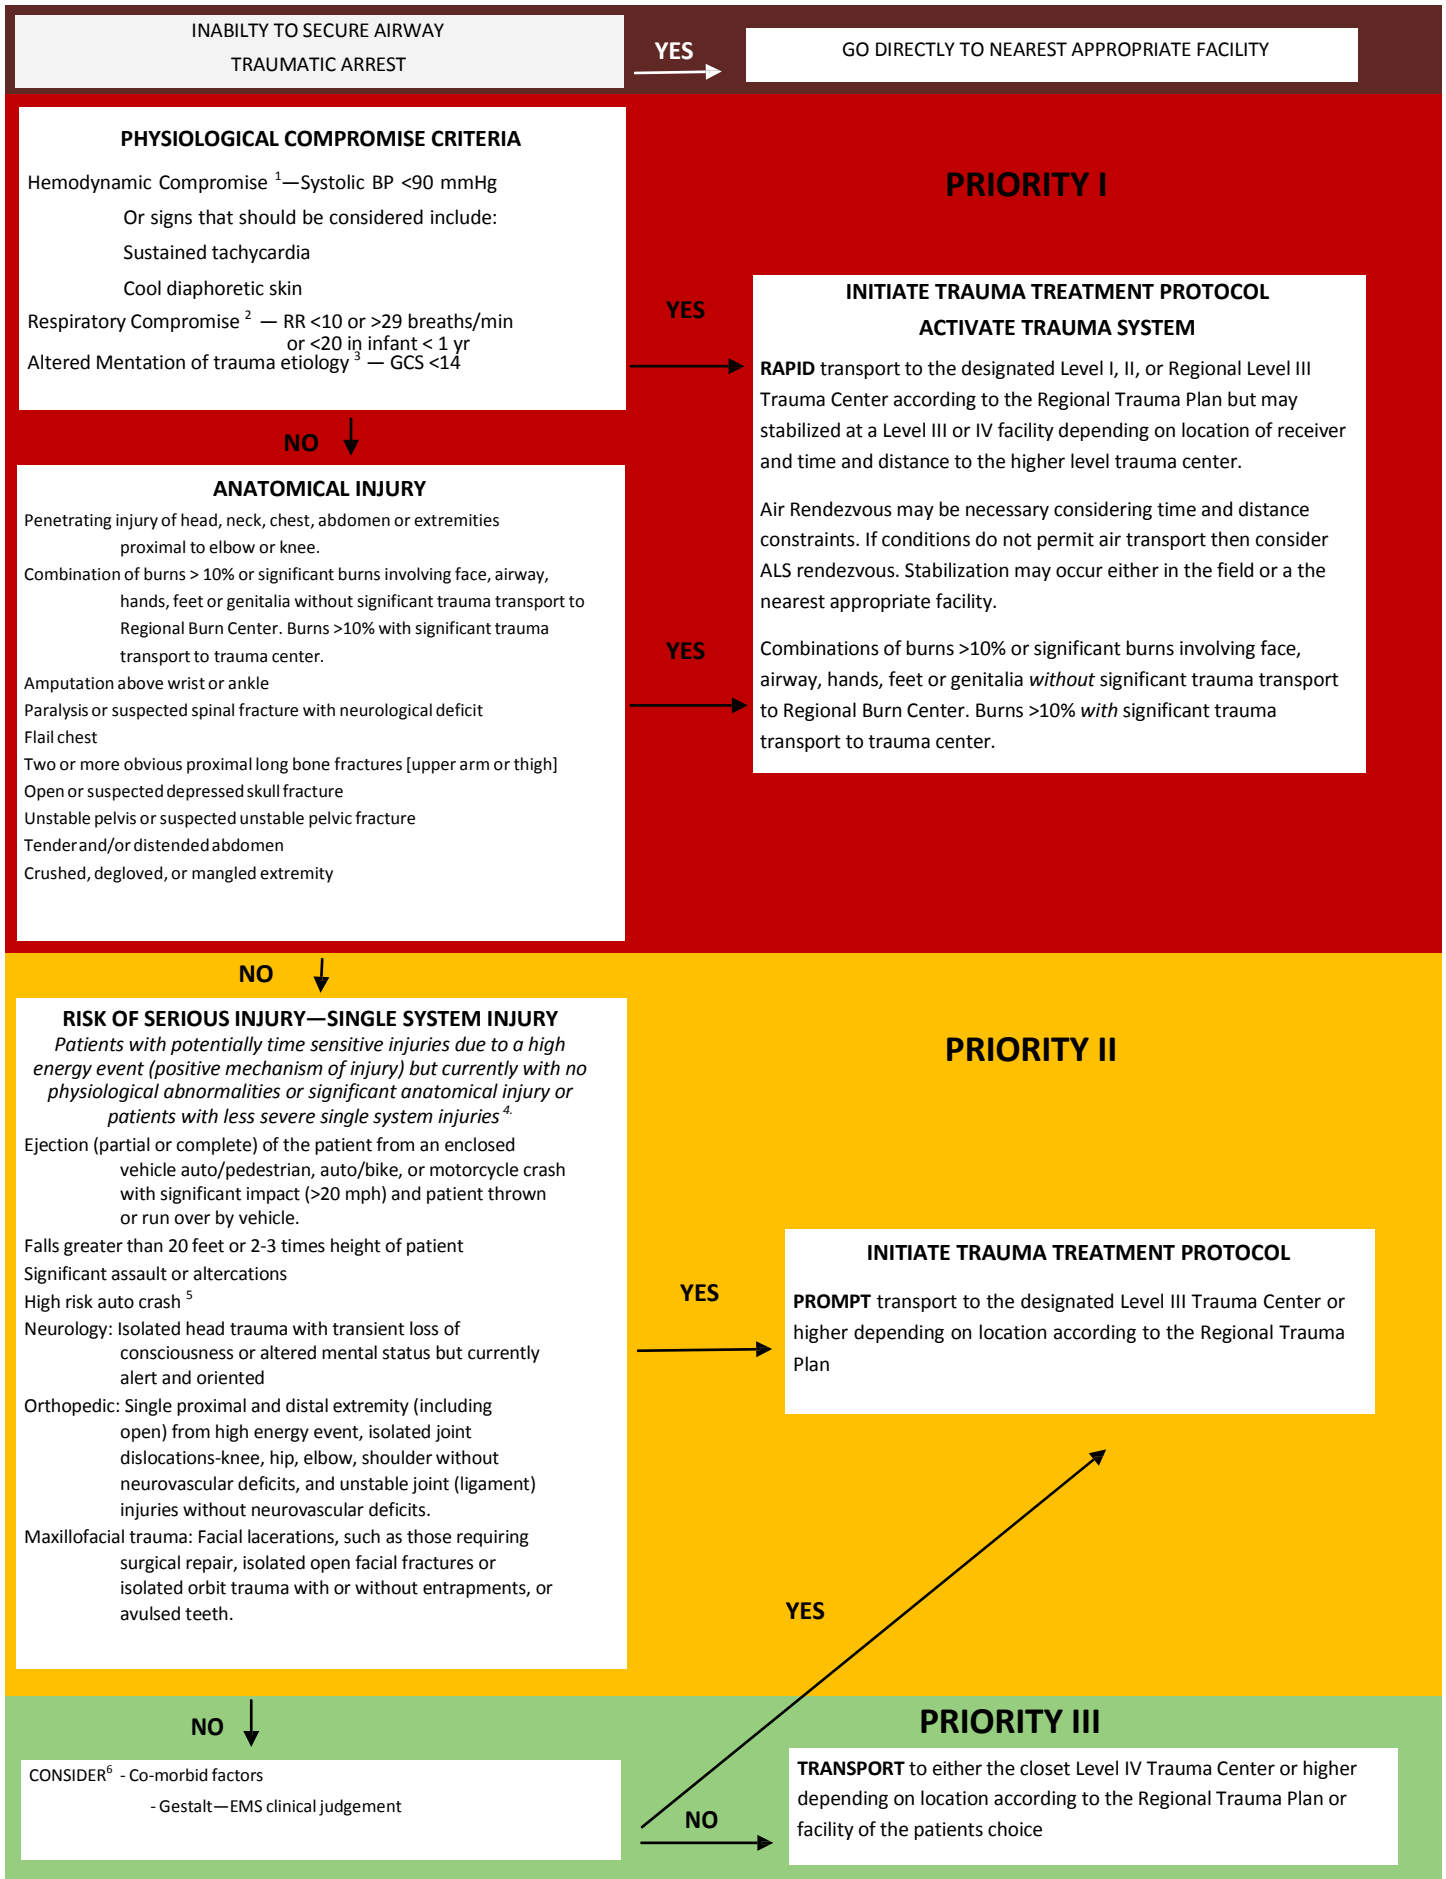 INABILTY TO SECURE AIRWAY
TRAUMATIC ARREST
YES
GO DIRECTLY TO NEAREST APPROPRIATE FACILITY
PHYSIOLOGICAL COMPROMISE CRITERIA
Hemodynamic Compromise 1—Systolic BP <90 mmHg
Or signs that should be considered include:
Sustained tachycardia
Cool diaphoretic skin
Respiratory Compromise 2 — RR <10 or >29 breaths/min
or <20 in infant < 1 yr
Altered Mentation of trauma etiology 3 — GCS <14
PRIORITY I
YES
INITIATE TRAUMA TREATMENT PROTOCOL
ACTIVATE TRAUMA SYSTEM
RAPID transport to the designated Level I, II, or Regional Level III
Trauma Center according to the Regional Trauma Plan but may
stabilized at a Level III or IV facility depending on location of receiver
and time and distance to the higher level trauma center.
Air Rendezvous may be necessary considering time and distance
constraints. If conditions do not permit air transport then consider
ALS rendezvous. Stabilization may occur either in the field or a the
nearest appropriate facility.
Combinations of burns >10% or significant burns involving face,
airway, hands, feet or genitalia without significant trauma transport
to Regional Burn Center. Burns >10% with significant trauma
transport to trauma center.
NO
ANATOMICAL INJURY
Penetrating injury of head, neck, chest, abdomen or extremities
proximal to elbow or knee.
Combination of burns > 10% or significant burns involving face, airway,
hands, feet or genitalia without significant trauma transport to
Regional Burn Center. Burns >10% with significant trauma
transport to trauma center.
Amputation above wrist or ankle
Paralysis or suspected spinal fracture with neurological deficit
Flail chest
Two or more obvious proximal long bone fractures [upper arm or thigh]
Open or suspected depressed skull fracture
Unstable pelvis or suspected unstable pelvic fracture
Tender and/or distended abdomen
Crushed, degloved, or mangled extremity
YES
NO
RISK OF SERIOUS INJURY—SINGLE SYSTEM INJURY
Patients with potentially time sensitive injuries due to a high
energy event (positive mechanism of injury) but currently with no
physiological abnormalities or significant anatomical injury or
patients with less severe single system injuries 4.
Ejection (partial or complete) of the patient from an enclosed
vehicle auto/pedestrian, auto/bike, or motorcycle crash
with significant impact (>20 mph) and patient thrown
or run over by vehicle.
Falls greater than 20 feet or 2-3 times height of patient
Significant assault or altercations
High risk auto crash 5
Neurology: Isolated head trauma with transient loss of
consciousness or altered mental status but currently
alert and oriented
Orthopedic: Single proximal and distal extremity (including
open) from high energy event, isolated joint
dislocations-knee, hip, elbow, shoulder without
neurovascular deficits, and unstable joint (ligament)
injuries without neurovascular deficits.
Maxillofacial trauma: Facial lacerations, such as those requiring
surgical repair, isolated open facial fractures or
isolated orbit trauma with or without entrapments, or
avulsed teeth.
PRIORITY II
YES
INITIATE TRAUMA TREATMENT PROTOCOL
PROMPT transport to the designated Level III Trauma Center or
higher depending on location according to the Regional Trauma
Plan
YES
NO
CONSIDER6 - Co-morbid factors
- Gestalt—EMS clinical judgement
NO
PRIORITY III
TRANSPORT to either the closet Level IV Trauma Center or higher
depending on location according to the Regional Trauma Plan or
facility of the patients choice